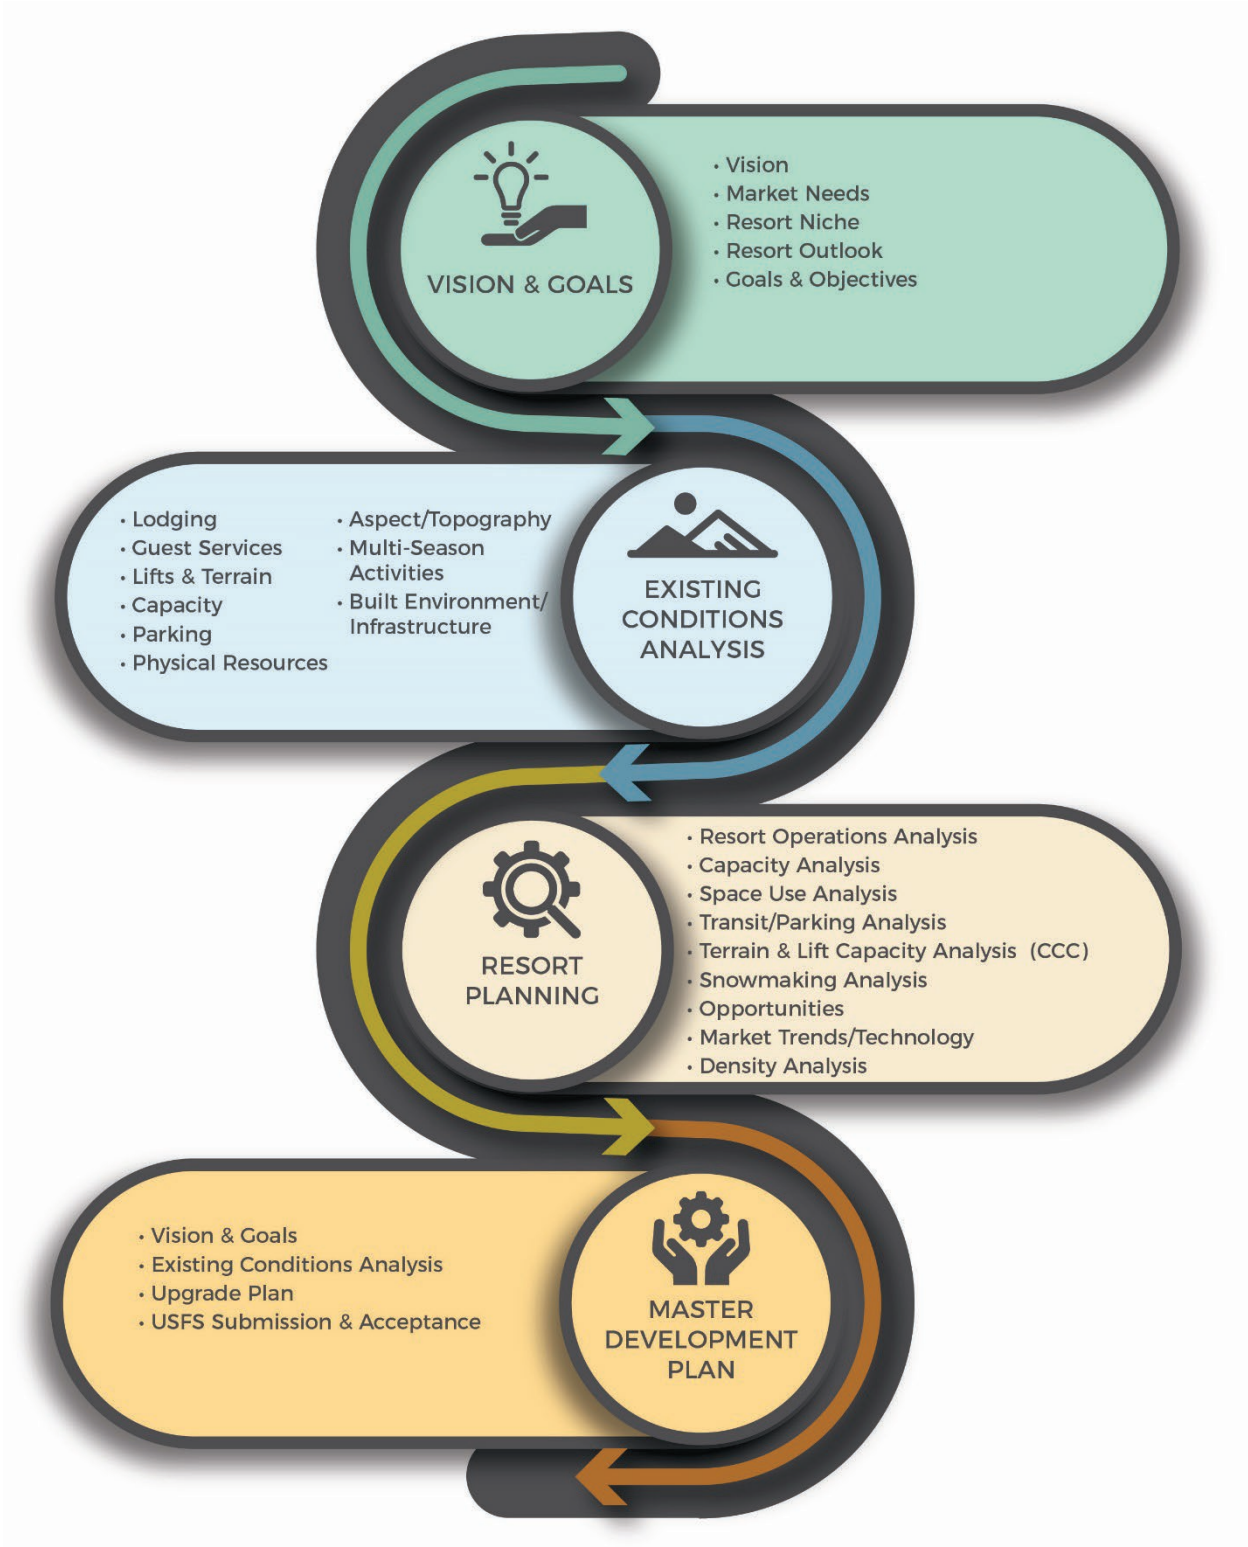 VISION & GOALS
• Vision
• Market Needs
• Resort Niche
• Resort Outlook
• Goals & Objectives
• Lodging
• Guest Services
• Lifts & Terrain
• Capacity
• Parking
• Physical Resources
• Aspect/Topography
• Multi-Season
Activities
• Built Environment/
Infrastructure
EXISTING
CONDITIONS
ANALYSIS
RESORT
PLANNING
• Resort Operations Analysis
• Capacity Analysis
• Space Use Analysis
• Transit/Parking Analysis
• Terrain & Lift Capacity Analysis (CCC)
• Snowmaking Analysis
• Opportunities
• Market Trends/Technology
• Density Analysis
• Vision & Goals
• Existing Conditions Analysis
• Upgrade Plan
• USFS Submission & Acceptance
MASTER
DEVELOPMENT
PLAN